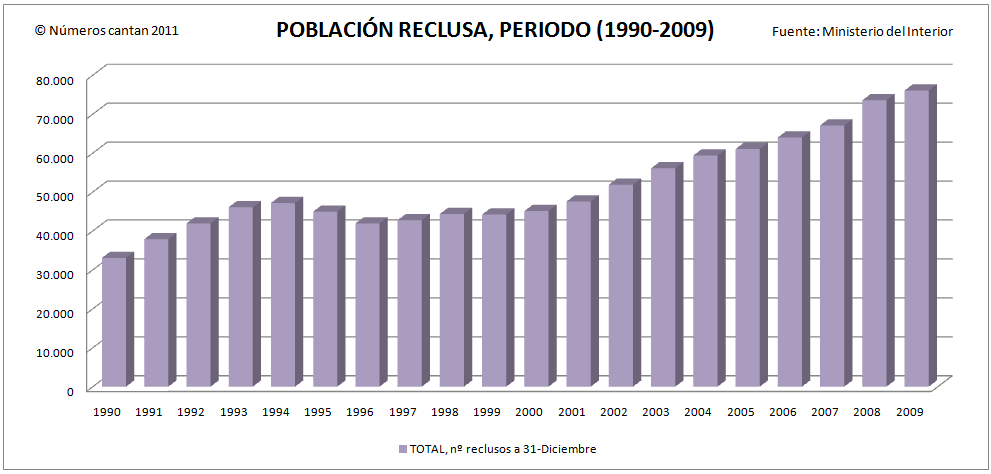 © Números cantan 2011
POBLACIÓN RECLUSA, PERIODO (1990-2009)
Fuente: Ministerio del Interior
80.000
70.000
60.000
50.000
40.000
30.000
20.000
10.000
0
1990 1991 1992 1993 1994 1995 1996 1997 1998 1999 2000 2001 2002 2003 2004 2005 2006 2007 2008 2009
TOTAL, nº reclusos a 31-Diciembre